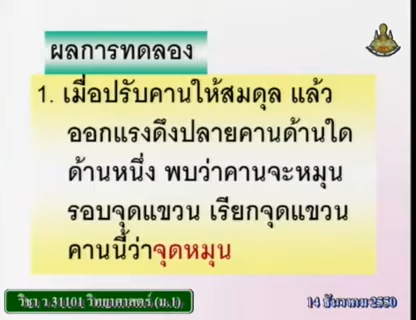 ผลการทดลอง
1. เมื่อปรับคานให้สมดุล แล้ว
ออกแรงดึงปลายคานด้านใด
ด้านหนึ่ง พบว่าคานจะหมุน
รอบจุดแขวน เรียกจุดแขวน
คานนี้ว่าจุดหมุน
วิชา ว.31101 วิทยาศาสตร์ (ม.1)
14 ธันวาคม 2550